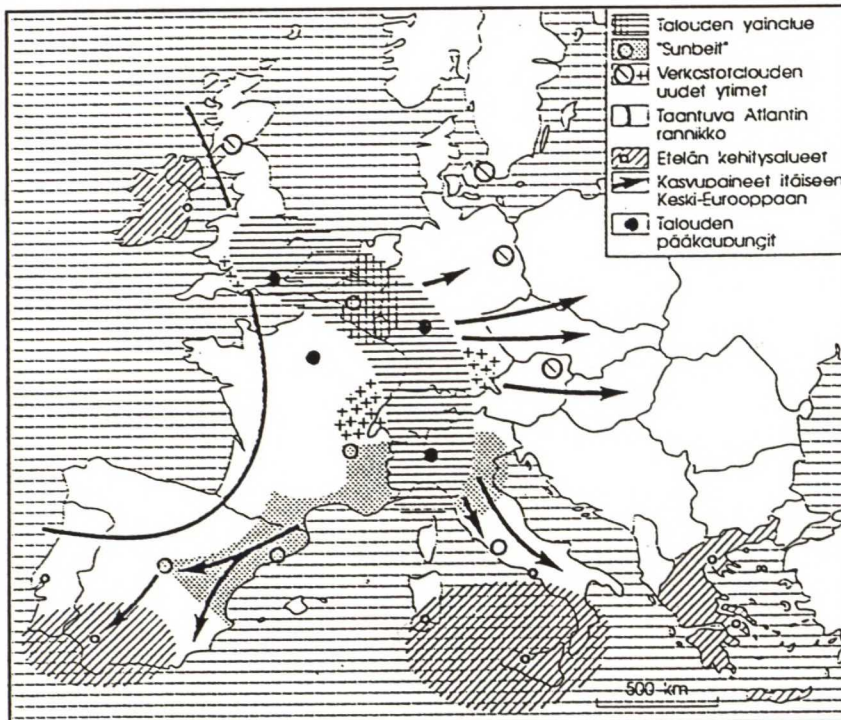 Talouden ydinalue
"Sunbelt"
Verkostotalouden
uudet ytimet
Taantuva Atlantin
rannikko
Etelän kehitysalueet
Kasvupaineet itäiseen
Keski-Eurooppaan
Talouden
pääkaupungit
500 km